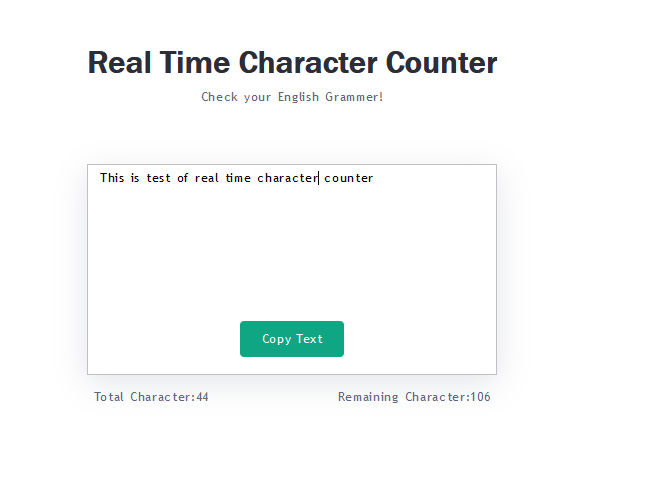 Real Time Character Counter
Check your English Grammer!
This is test of real time character counter
Copy Text
Total Character:44
Remaining Character:106